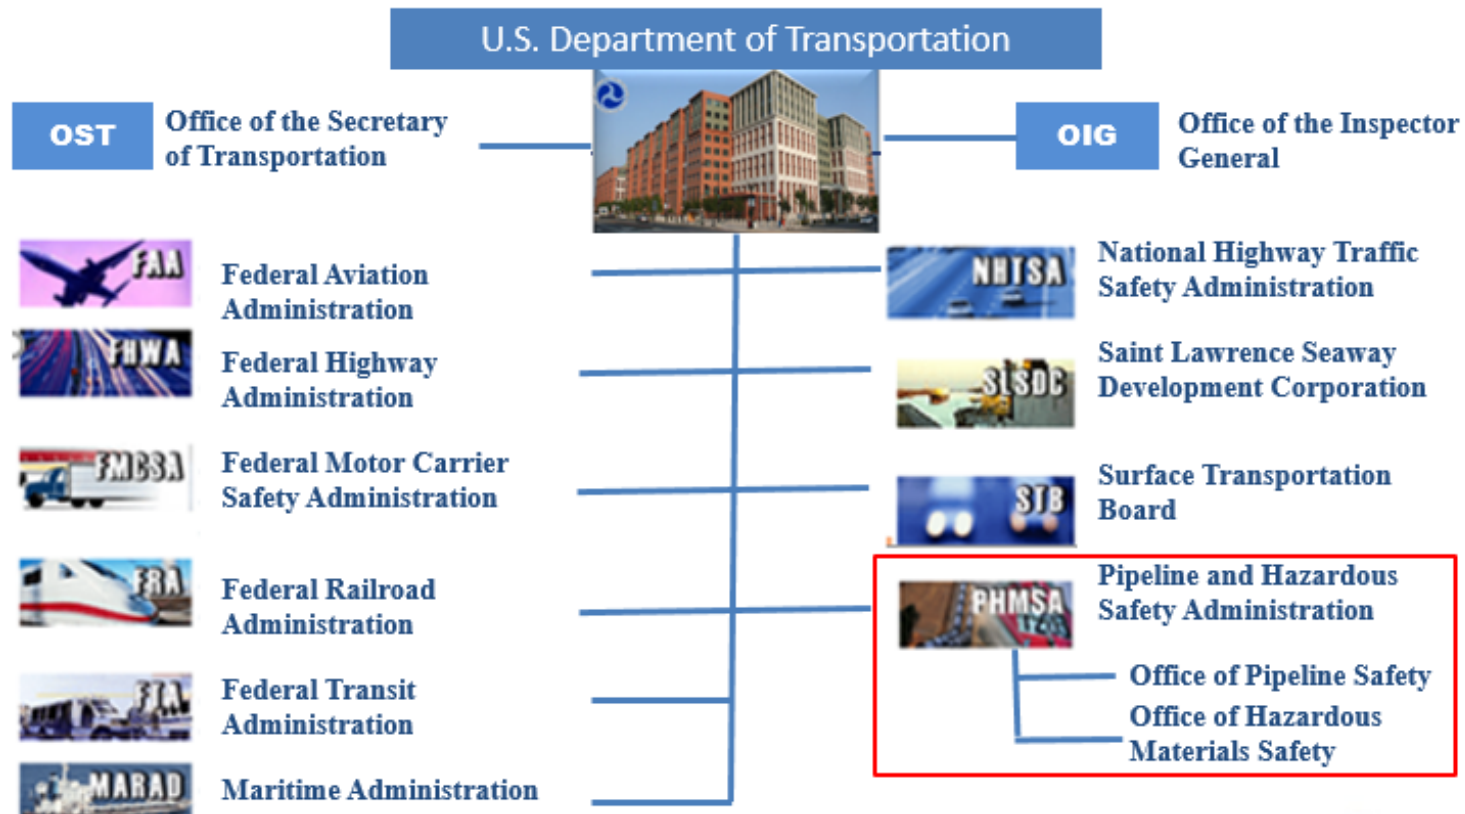 U.S. Department of Transportation
OST
Office of the Secretary
of Transportation
OIG
Office of the Inspector
General
FAA
Federal Aviation
Administration
FHWA
Federal Highway
Administration
FMCSA
Federal Motor Carrier
Safety Administration
FRA
Federal Railroad
Administration
FTA
Federal Transit
Administration
MARAD
Maritime Administration
NHTSA
National Highway Traffic
Safety Administration
SLSDC
Saint Lawrence Seaway
Development Corporation
STB
Surface Transportation
Board
PHMSA
Pipeline and Hazardous
Safety Administration
Office of Pipeline Safety
Office of Hazardous
Materials Safety